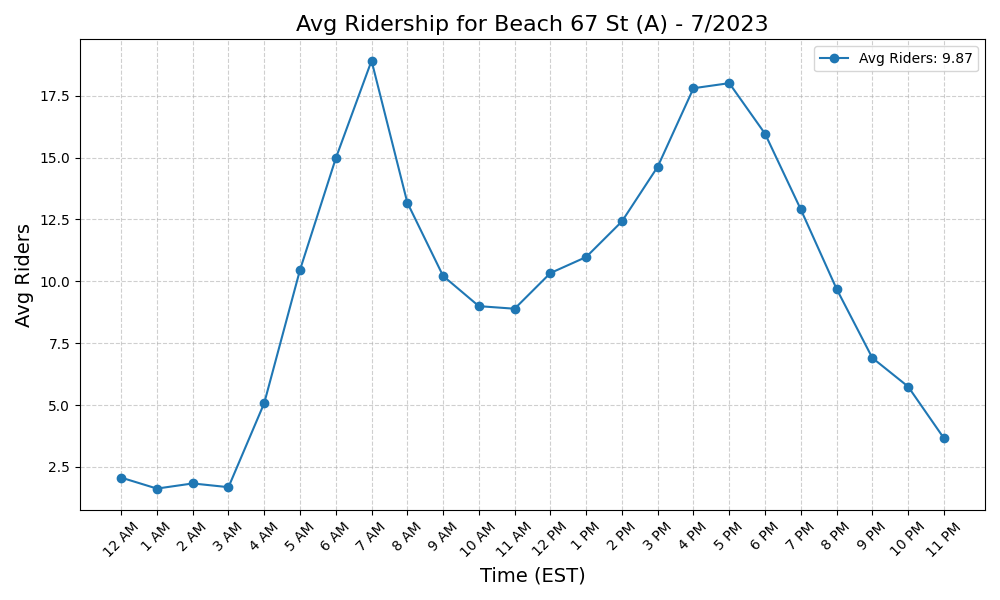 Avg Ridership for Beach 67 St (A) - 7/2023
Avg Riders: 9.87
Avg Riders
17.5
15.0
12.5
10.0
7.5
5.0
2.5
12 AM
1 AM
2 AM
3 AM
4 AM
5 AM
6 AM
7 AM
8 AM
9 AM
10 AM
11 AM
12 PM
1 PM
2 PM
3 PM
4 PM
5 PM
6 PM
7 PM
8 PM
9 PM
10 PM
11 PM
Time (EST)